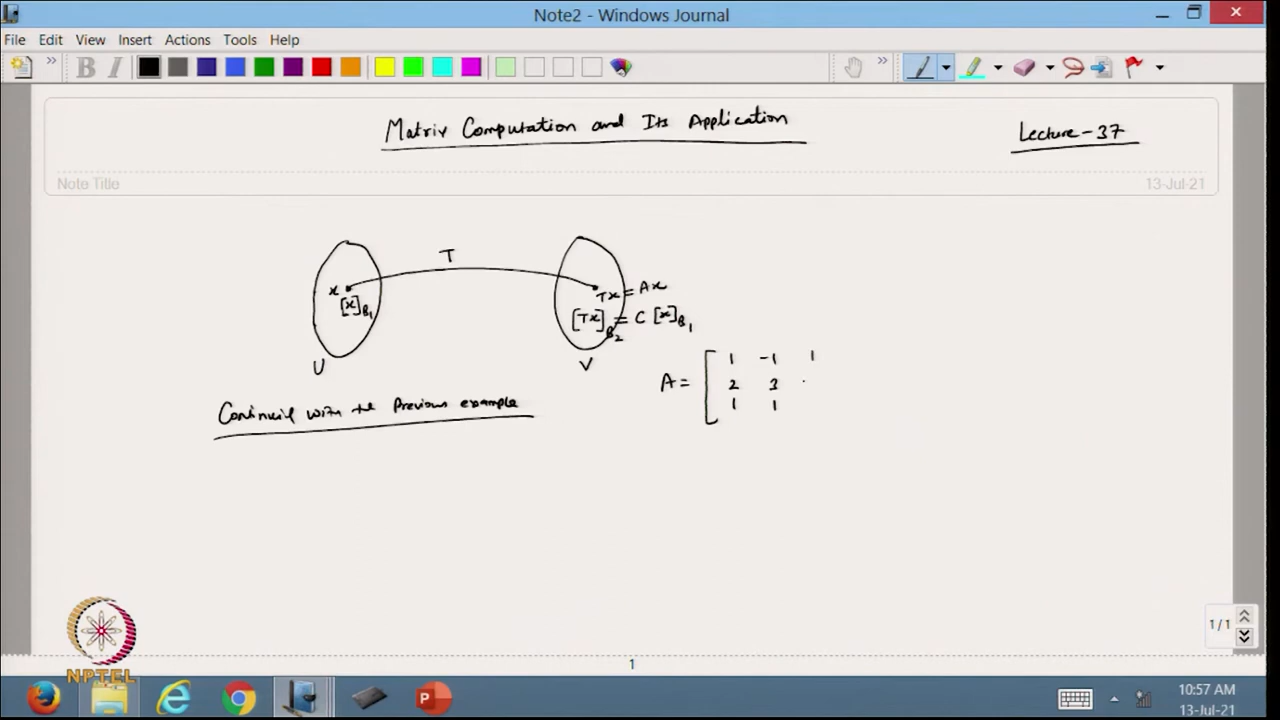 Note2 - Windows Journal
File Edit View Insert Actions Tools Help
Matrix Computation and Its Application
Lecture-37
Note Title
13-Jul-21
T
x
[x]B1
Tx = Ax
[Tx]B2 = C [x]B1
U
V
A = [ 1 -1 1
2 3
1 1
Continue with the Previous example
1 / 1
NPTEL
1
10:57 AM
13-Jul-21